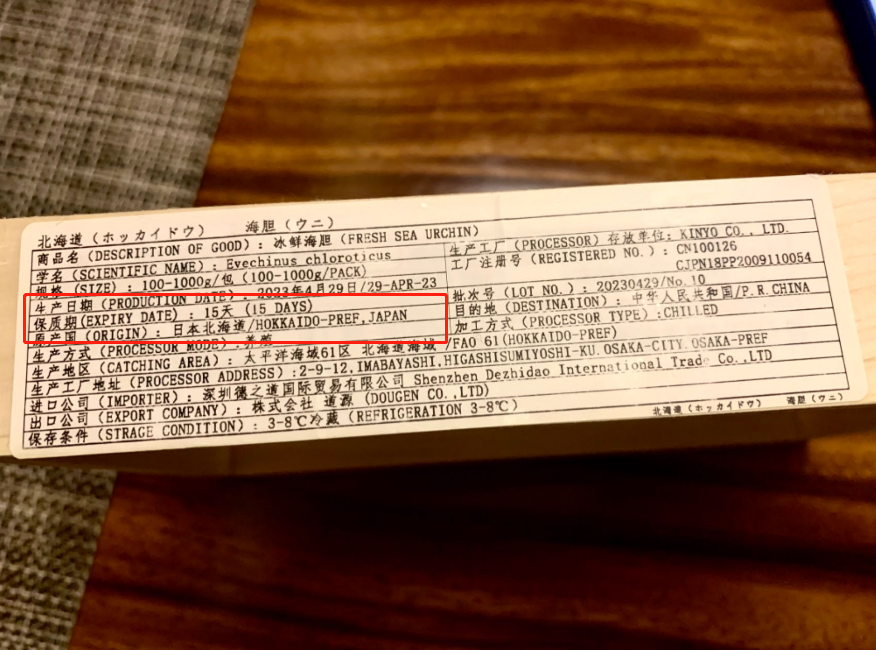 北海道（ホッカイドウ） 海胆（ウニ）
商品名（DESCRIPTION OF GOOD）：冰鲜海胆（FRESH SEA URCHIN）
学名（SCIENTIFIC NAME）：Evechinus chloroticus
规格（SIZE）：100-1000g/包（100-1000g/PACK）
生产日期（PRODUCTION DATE）：2023年4月29日/29-APR-23
保质期(EXPIRY DATE)：15天（15 DAYS）
原产国（ORIGIN）：日本北海道/HOKKAIDO-PREF,JAPAN
生产方式（PROCESSOR MODE）：养殖
生产地区（CATCHING AREA）：太平洋海域61区 北海道海域/FAO 61(HOKKAIDO-PREF)
生产工厂地址（PROCESSOR ADDRESS）:2-9-12,IMABAYASHI,HIGASHISUMIYOSHI-KU.OSAKA-CITY.OSAKA-PREF
进口公司（IMPORTER）：深圳德之道国际贸易有限公司 Shenzhen Dezhidao International Trade Co.,LTD
出口公司（EXPORT COMPANY）：株式会社 道源（DOUGEN CO.,LTD)
保存条件（STRAGE CONDITION）：3-8℃冷藏（REFRIGERATION 3-8℃）
生产工厂（PROCESSOR）存放单位：KINYO CO., LTD.
工厂注册号（REGISTERED NO.）：CN100126
CJPN18PP2009110054
批次号（LOT NO.）：20230429/No.10
目的地（DESTINATION）：中华人民共和国/P.R.CHINA
加工方式（PROCESSOR TYPE）:CHILLED
北海道（ホッカイドウ） 海胆（ウニ）